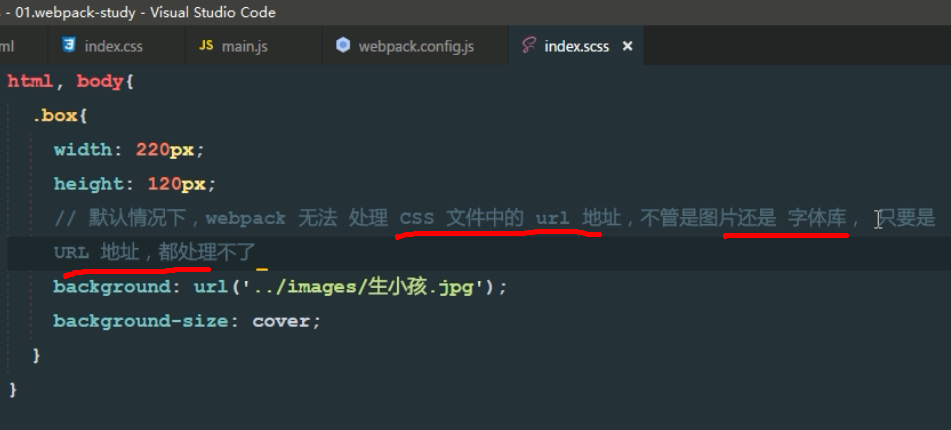 - 01.webpack-study - Visual Studio Code
index.css JS main.js webpack.config.js index.scss ×
html, body{
.box{
width: 220px;
height: 120px;
// 默认情况下，webpack 无法 处理 css 文件中的 url 地址，不管是图片还是 字体库， 只要是
URL 地址，都处理不了
background: url('../images/生小孩.jpg');
background-size: cover;
}
}